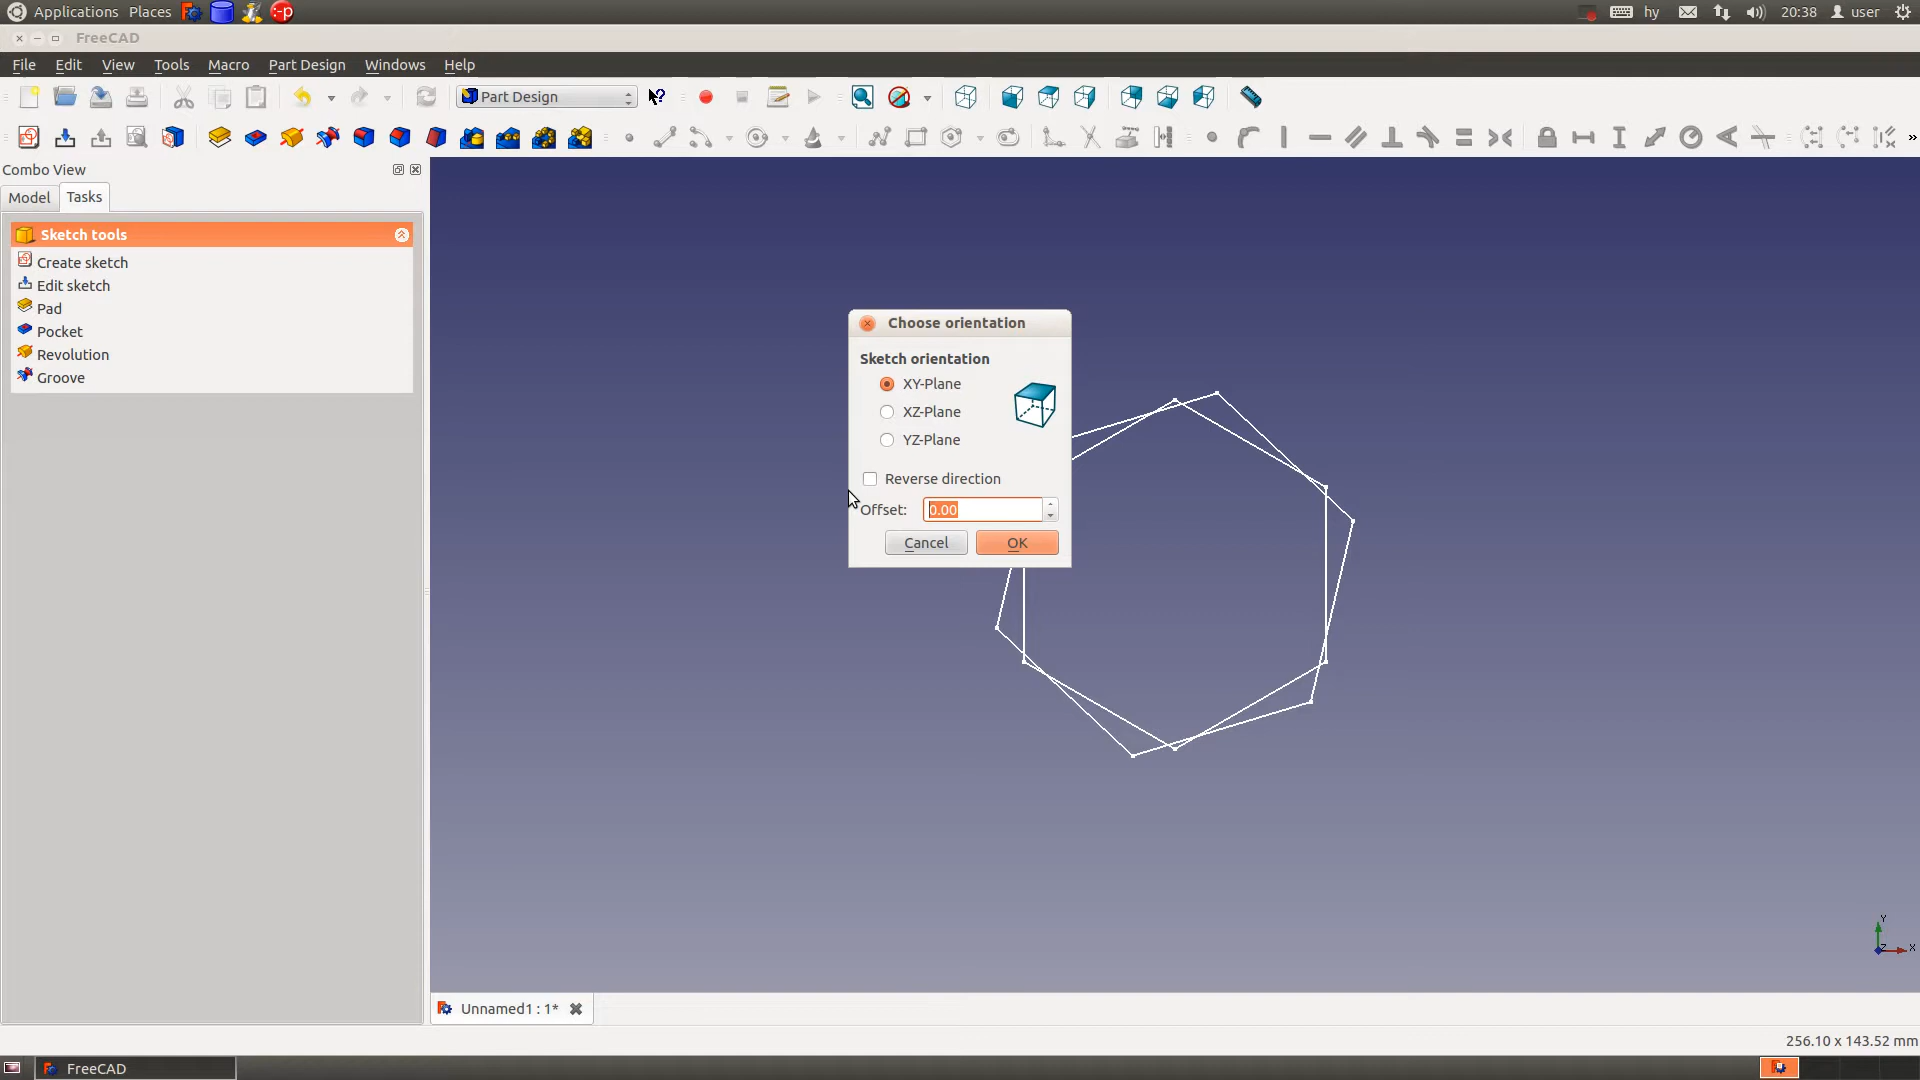 Applications Places hy 20:38 user
FreeCAD
File Edit View Tools Macro Part Design Windows Help
Part Design
Combo View
Model Tasks
Sketch tools
Create sketch
Edit sketch
Pad
Pocket
Revolution
Groove
Choose orientation
Sketch orientation
XY-Plane
XZ-Plane
YZ-Plane
Reverse direction
Offset: 0.00
Cancel OK
Y
Z X
Unnamed1 : 1*
256.10 x 143.52 mm
FreeCAD